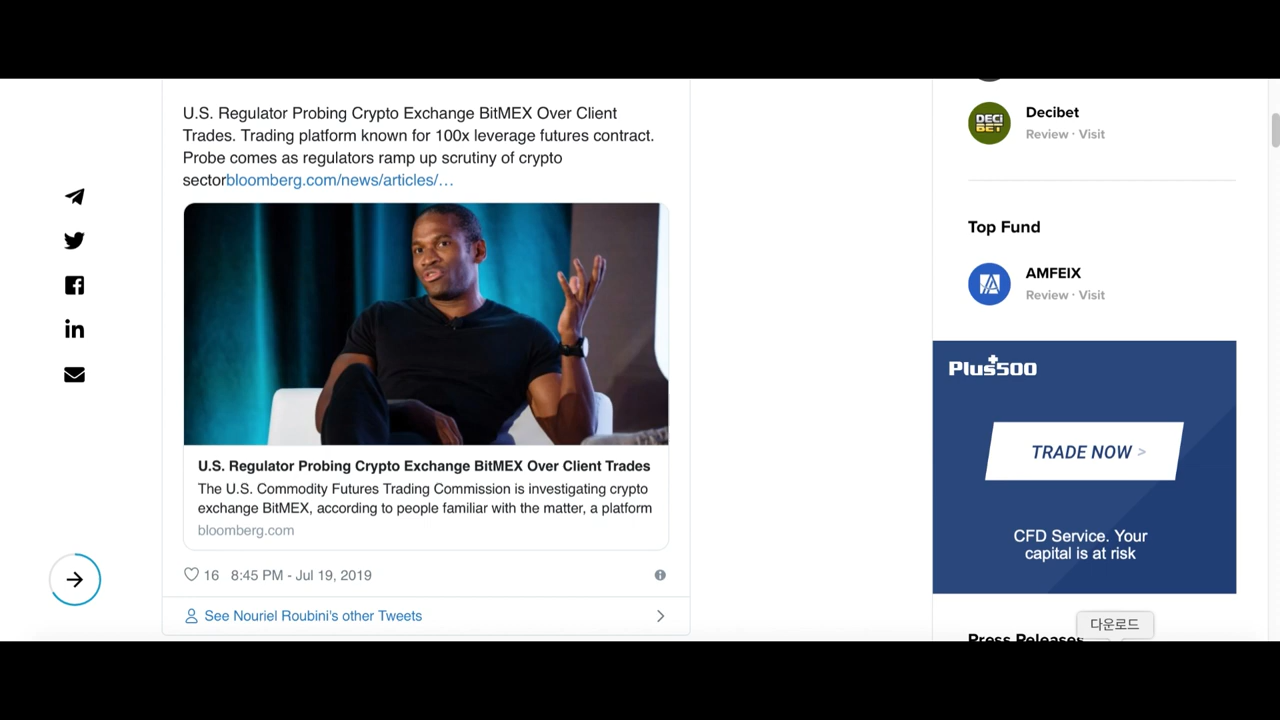 U.S. Regulator Probing Crypto Exchange BitMEX Over Client
Trades. Trading platform known for 100x leverage futures contract.
Probe comes as regulators ramp up scrutiny of crypto
sectorbloomberg.com/news/articles/…
U.S. Regulator Probing Crypto Exchange BitMEX Over Client Trades
The U.S. Commodity Futures Trading Commission is investigating crypto
exchange BitMEX, according to people familiar with the matter, a platform
bloomberg.com
16 8:45 PM - Jul 19, 2019
See Nouriel Roubini's other Tweets
DECI
BET
Decibet
Review · Visit
Top Fund
AMFEIX
Review · Visit
Plus500
TRADE NOW >
CFD Service. Your
capital is at risk
Press Releases
다운로드